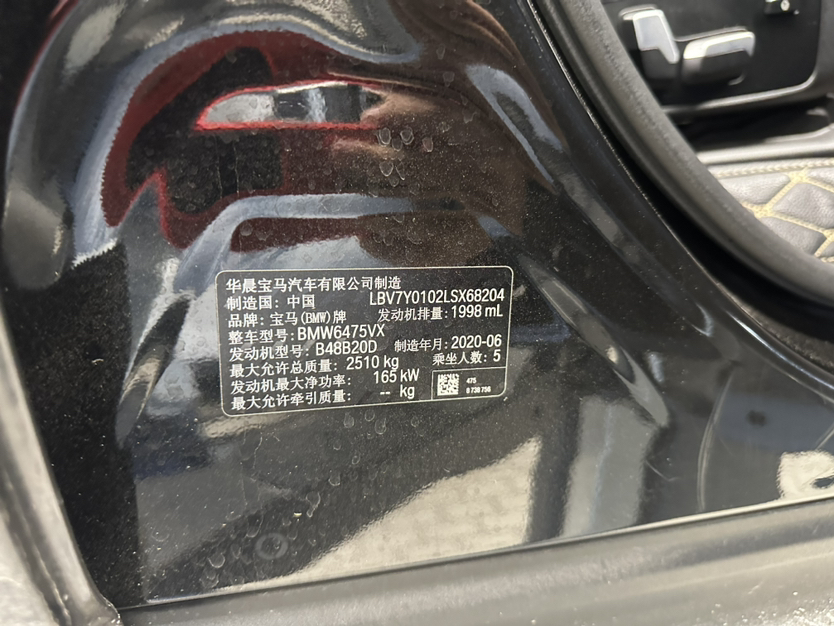 华晨宝马汽车有限公司制造
制造国: 中国 LBV7Y0102LSX68204
品牌: 宝马(BMW)牌 发动机排量: 1998 mL
整车型号: BMW6475VX
发动机型号: B48B20D 制造年月: 2020-06
最大允许总质量: 2510 kg 乘坐人数: 5
发动机最大净功率: 165 kW
最大允许牵引质量: -- kg
475
8 738 756